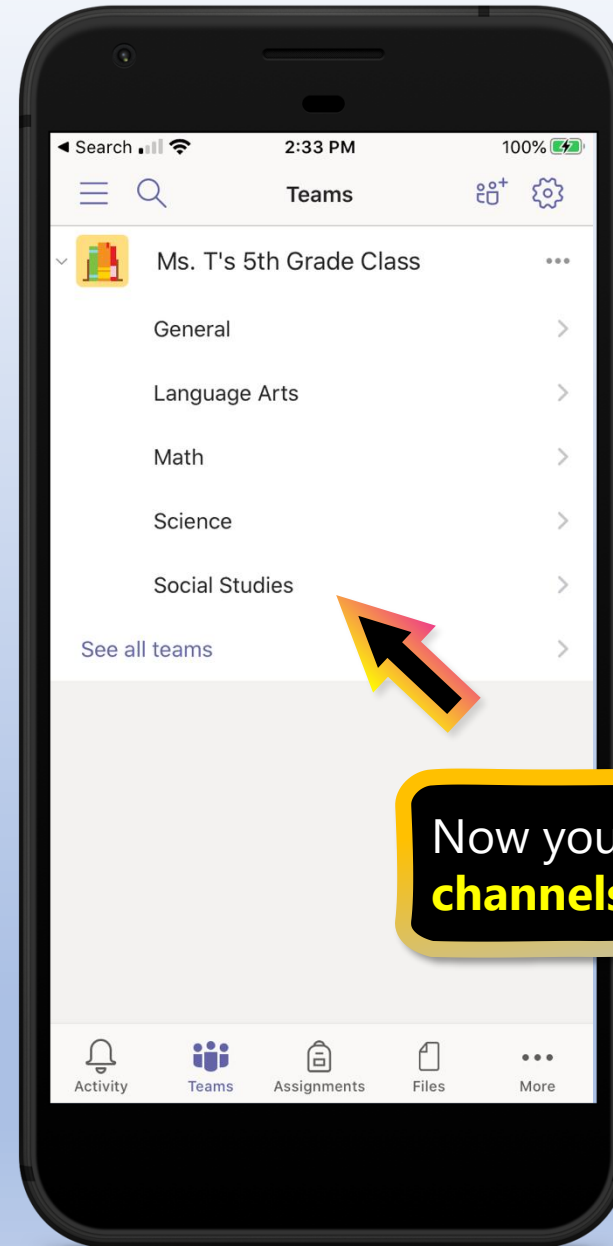 Search 2:33 PM 100%
Teams
Ms. T's 5th Grade Class
General
Language Arts
Math
Science
Social Studies
See all teams
Now you
channels
Activity Teams Assignments Files More